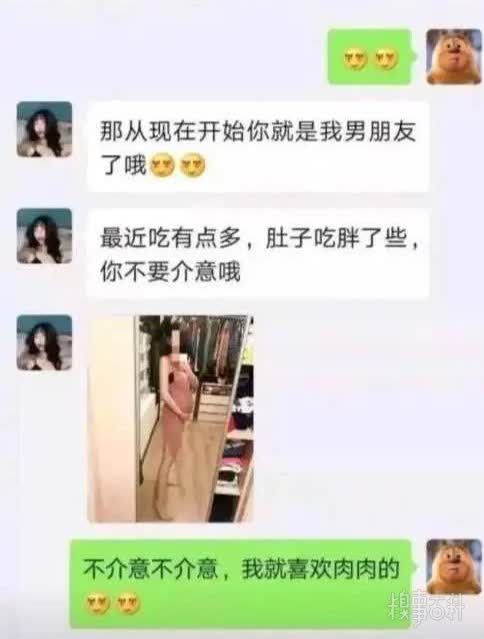 那从现在开始你就是我男朋友
了哦
最近吃有点多，肚子吃胖了些，
你不要介意哦
不介意不介意，我就喜欢肉肉的
糗事百科